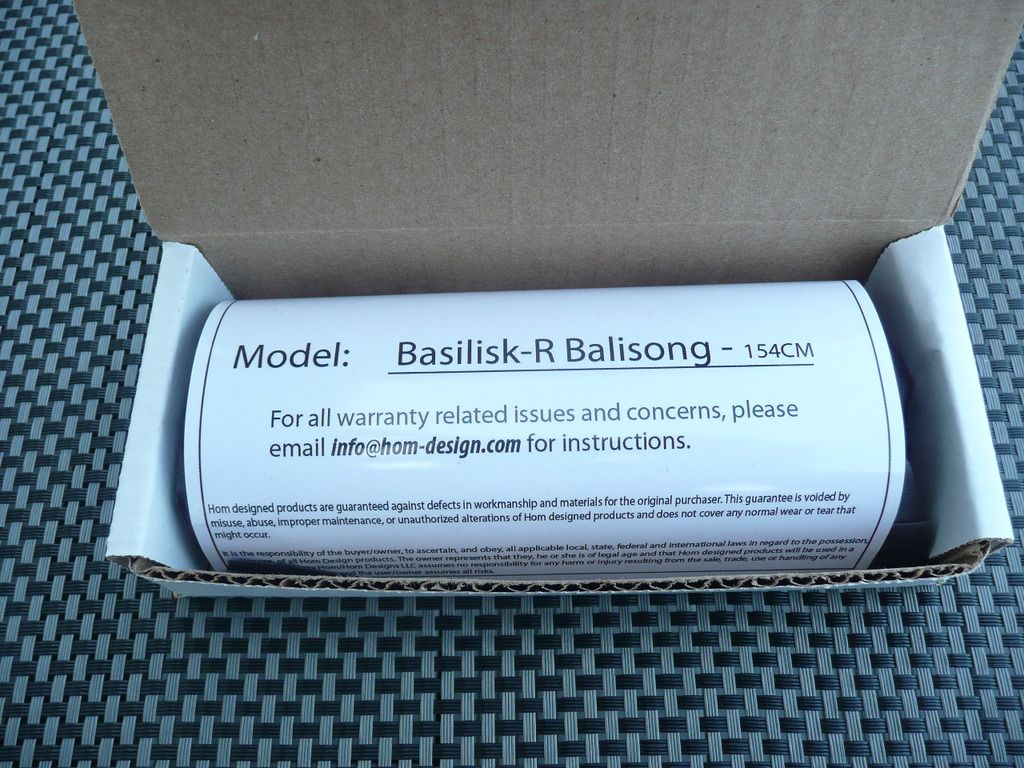 Model: Basilisk-R Balisong - 154CM
For all warranty related issues and concerns, please
email info@hom-design.com for instructions.
Hom designed products are guaranteed against defects in workmanship and materials for the original purchaser. This guarantee is voided by
misuse, abuse, improper maintenance, or unauthorized alterations of Hom designed products and does not cover any normal wear or tear that
might occur.
It is the responsibility of the buyer/owner, to ascertain, and obey, all applicable local, state, federal and international laws in regard to the possession,
of all Hom Design products. The owner represents that they, he or she is of legal age and that Hom designed products will be used in a
Hom/Hom Designs LLC assumes no responsibility for any harm or injury resulting from the sale, trade, use or handling of any
and the user/owner assumes all risks.